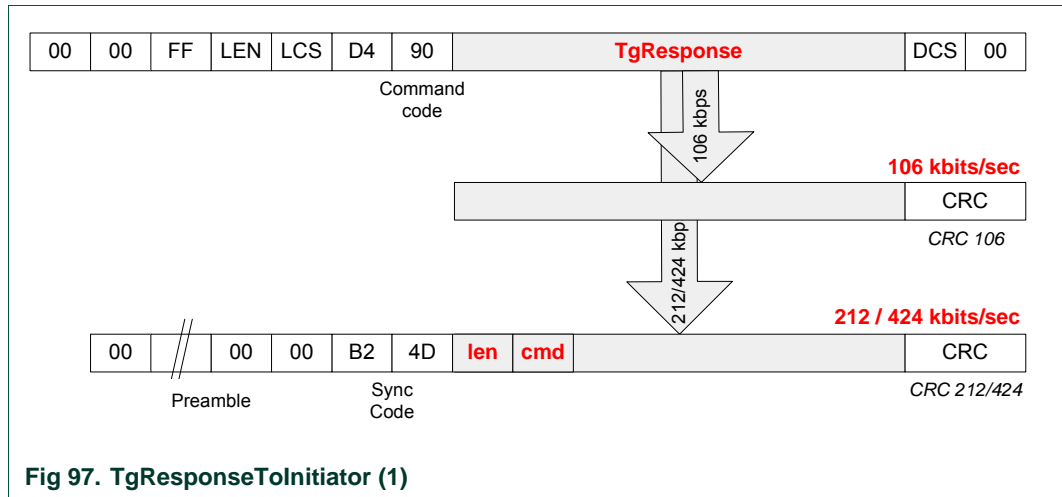 00 00 FF LEN LCS D4 90 TgResponse DCS 00
Command
code
106 kbps
106 kbits/sec
CRC
CRC 106
212/424 kbp
212 / 424 kbits/sec
00 00 00 B2 4D len cmd CRC
Preamble
Sync
Code
CRC 212/424
Fig 97. TgResponseToInitiator (1)